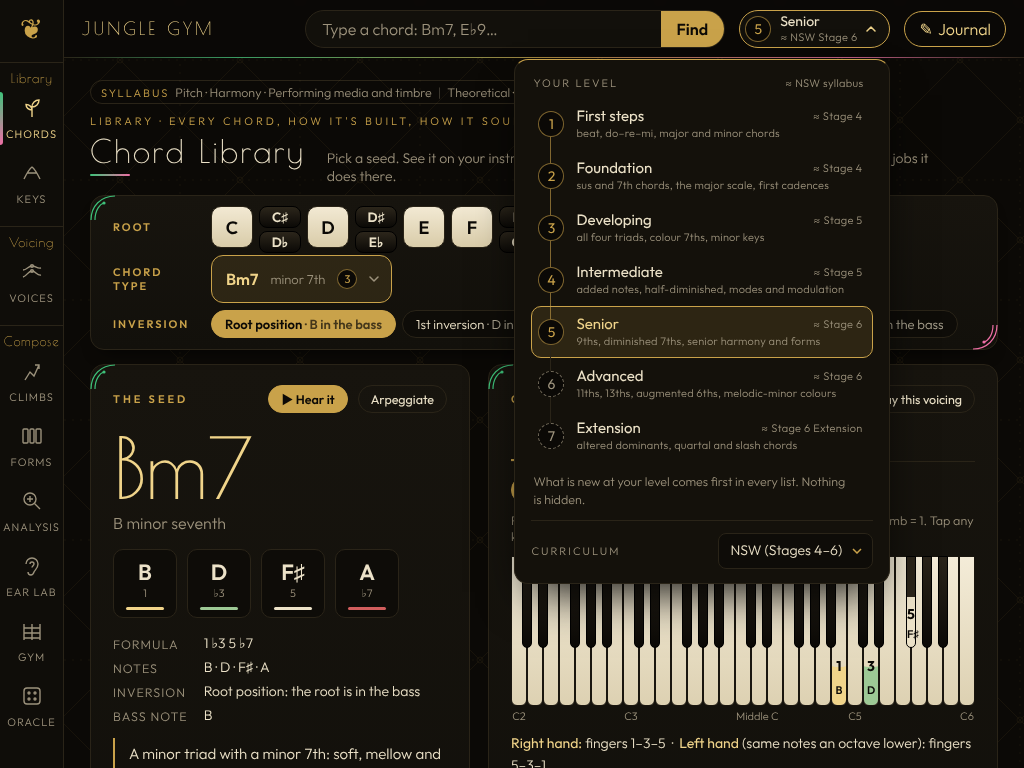 JUNGLE GYM
Type a chord: Bm7, E♭9...
Find
5
Senior
≈ NSW Stage 6
✎ Journal
Library
CHORDS
KEYS
Voicing
VOICES
Compose
CLIMBS
FORMS
ANALYSIS
EAR LAB
GYM
ORACLE
SYLLABUS Pitch · Harmony · Performing media and timbre | Theoretical ·
LIBRARY · EVERY CHORD, HOW IT'S BUILT, HOW IT SOU
Chord Library
Pick a seed. See it on your instr
jobs it
does there.
ROOT
C
C♯
D♭
D
D♯
E♭
E
F
CHORD
TYPE
Bm7 minor 7th 3
INVERSION
Root position · B in the bass
1st inversion · D in
n the bass
YOUR LEVEL
≈ NSW syllabus
1
First steps
≈ Stage 4
beat, do–re–mi, major and minor chords
2
Foundation
≈ Stage 4
sus and 7th chords, the major scale, first cadences
3
Developing
≈ Stage 5
all four triads, colour 7ths, minor keys
4
Intermediate
≈ Stage 5
added notes, half-diminished, modes and modulation
5
Senior
≈ Stage 6
9ths, diminished 7ths, senior harmony and forms
6
Advanced
≈ Stage 6
11ths, 13ths, augmented 6ths, melodic-minor colours
7
Extension
≈ Stage 6 Extension
altered dominants, quartal and slash chords
What is new at your level comes first in every list. Nothing
is hidden.
CURRICULUM
NSW (Stages 4–6)
THE SEED
▶ Hear it
Arpeggiate
Bm7
B minor seventh
B
1
D
♭3
F♯
5
A
♭7
FORMULA 1 ♭3 5 ♭7
NOTES B · D · F♯ · A
INVERSION Root position: the root is in the bass
BASS NOTE B
A minor triad with a minor 7th: soft, mellow and
y this voicing
mb = 1. Tap any
1
B
3
D
5
F♯
C2
C3
Middle C
C5
C6
Right hand: fingers 1–3–5 · Left hand (same notes an octave lower): fingers
5–3–1